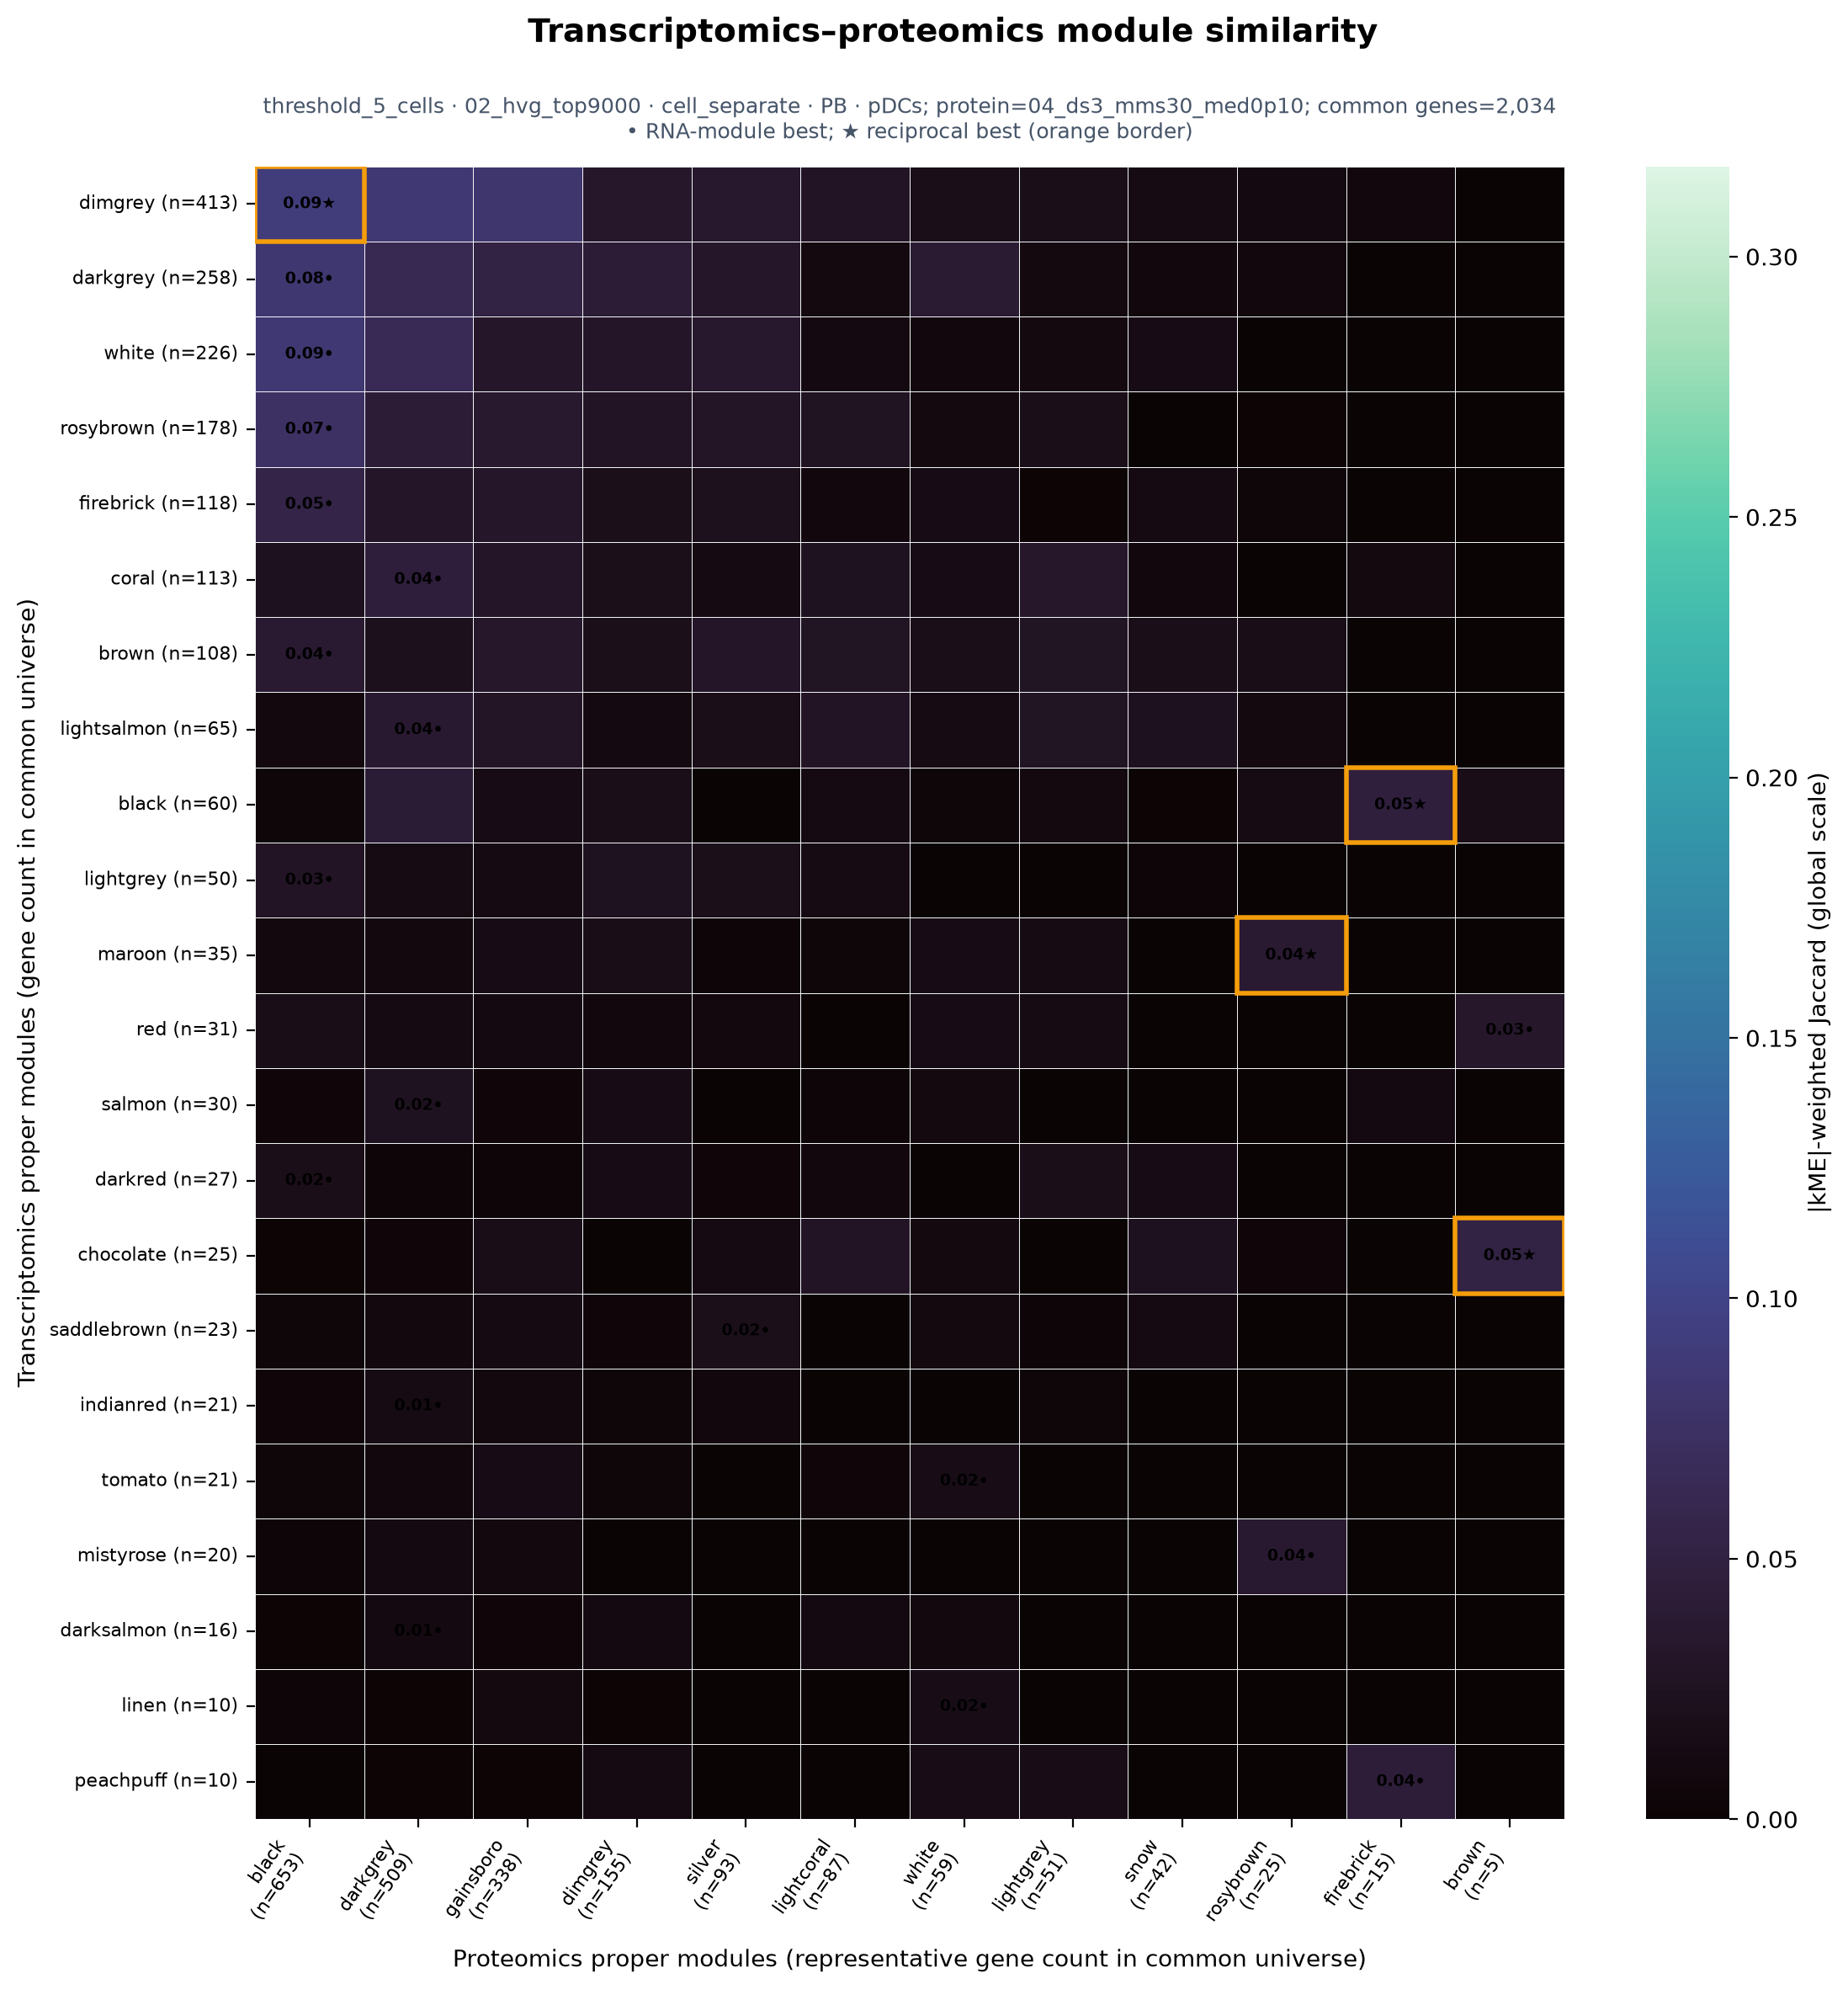 Transcriptomics–proteomics module similarity
threshold_5_cells · 02_hvg_top9000 · cell_separate · PB · pDCs; protein=04_ds3_mms30_med0p10; common genes=2,034
• RNA-module best; ★ reciprocal best (orange border)
Transcriptomics proper modules (gene count in common universe)
dimgrey (n=413)
0.09★
darkgrey (n=258)
0.08•
white (n=226)
0.09•
rosybrown (n=178)
0.07•
firebrick (n=118)
0.05•
coral (n=113)
0.04•
brown (n=108)
0.04•
lightsalmon (n=65)
0.04•
black (n=60)
0.05★
lightgrey (n=50)
0.03•
maroon (n=35)
0.04★
red (n=31)
0.03•
salmon (n=30)
0.02•
darkred (n=27)
0.02•
chocolate (n=25)
0.05★
saddlebrown (n=23)
0.02•
indianred (n=21)
0.01•
tomato (n=21)
0.02•
mistyrose (n=20)
0.04•
darksalmon (n=16)
0.01•
linen (n=10)
0.02•
peachpuff (n=10)
0.04•
black
(n=653)
darkgrey
(n=509)
gainsboro
(n=338)
dimgrey
(n=155)
silver
(n=93)
lightcoral
(n=87)
white
(n=59)
lightgrey
(n=51)
snow
(n=42)
rosybrown
(n=25)
firebrick
(n=15)
brown
(n=5)
Proteomics proper modules (representative gene count in common universe)
0.30
0.25
0.20
0.15
0.10
0.05
0.00
|kME|-weighted Jaccard (global scale)